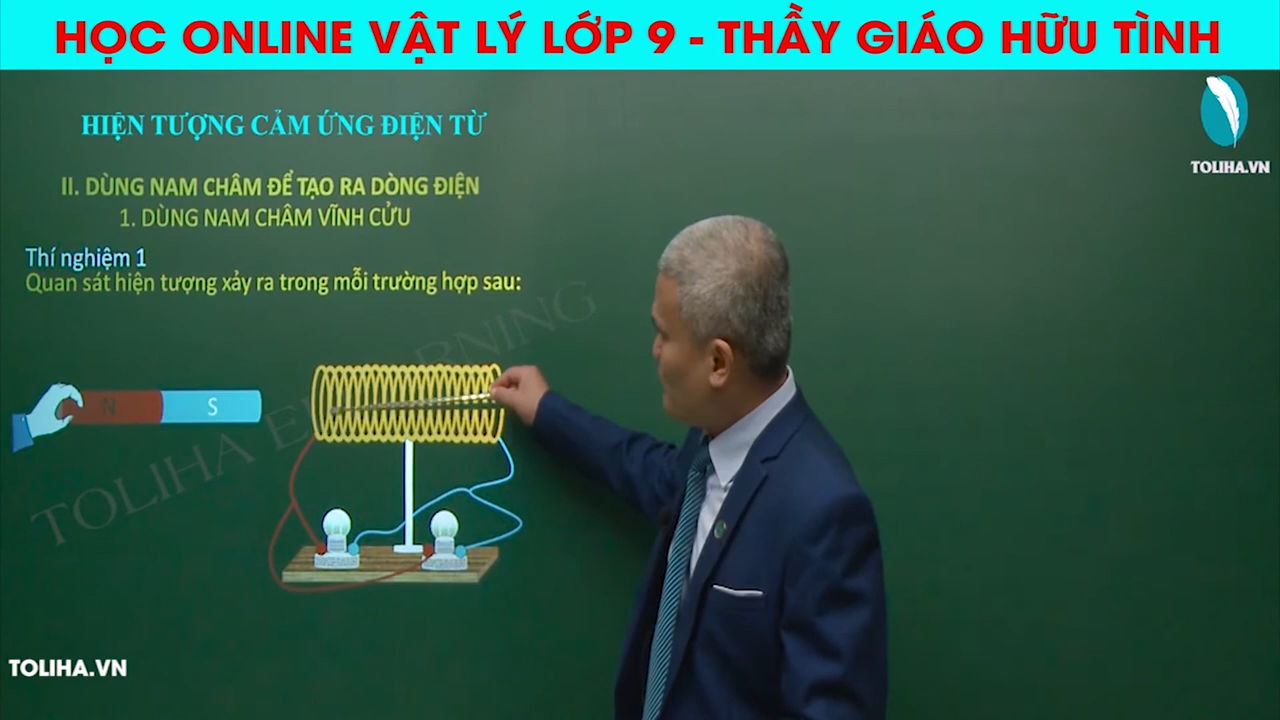 HỌC ONLINE VẬT LÝ LỚP 9 - THẦY GIÁO HỮU TÌNH
TOLIHA.VN
HIỆN TƯỢNG CẢM ỨNG ĐIỆN TỪ
II. DÙNG NAM CHÂM ĐỂ TẠO RA DÒNG ĐIỆN
1. DÙNG NAM CHÂM VĨNH CỬU
Thí nghiệm 1
Quan sát hiện tượng xảy ra trong mỗi trường hợp sau:
N S
TOLIHA E RNING
TOLIHA.VN